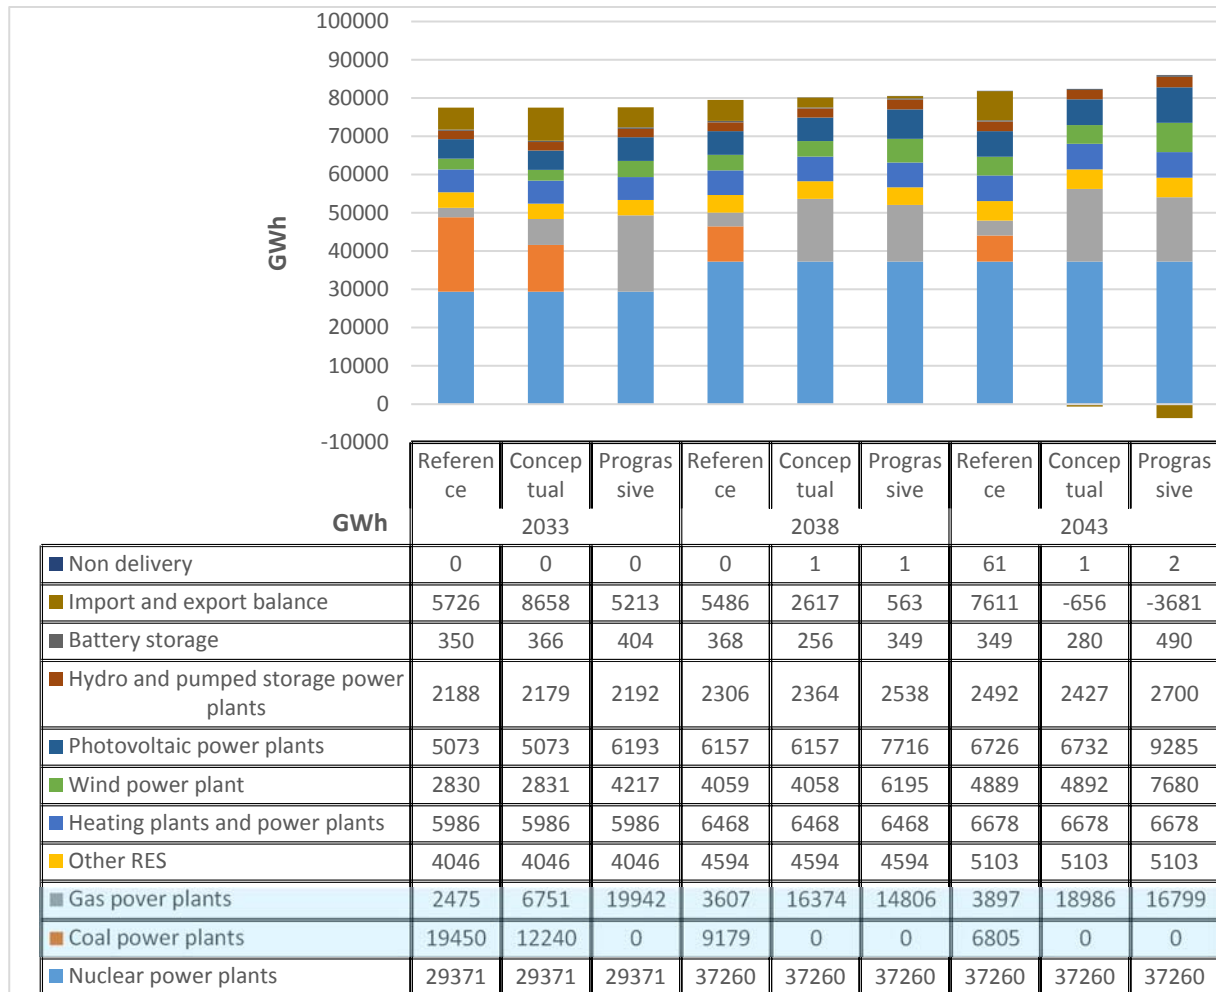 100000
90000
80000
70000
60000
50000
40000
30000
20000
10000
0
-10000
GWh
Referen Concep Progras Referen Concep Progras Referen Concep Progras
ce tual sive ce tual sive ce tual sive
GWh 2033 2038 2043
Non delivery 0 0 0 0 1 1 61 1 2
Import and export balance 5726 8658 5213 5486 2617 563 7611 -656 -3681
Battery storage 350 366 404 368 256 349 349 280 490
Hydro and pumped storage power
plants 2188 2179 2192 2306 2364 2538 2492 2427 2700
Photovoltaic power plants 5073 5073 6193 6157 6157 7716 6726 6732 9285
Wind power plant 2830 2831 4217 4059 4058 6195 4889 4892 7680
Heating plants and power plants 5986 5986 5986 6468 6468 6468 6678 6678 6678
Other RES 4046 4046 4046 4594 4594 4594 5103 5103 5103
Gas pover plants 2475 6751 19942 3607 16374 14806 3897 18986 16799
Coal power plants 19450 12240 0 9179 0 0 6805 0 0
Nuclear power plants 29371 29371 29371 37260 37260 37260 37260 37260 37260